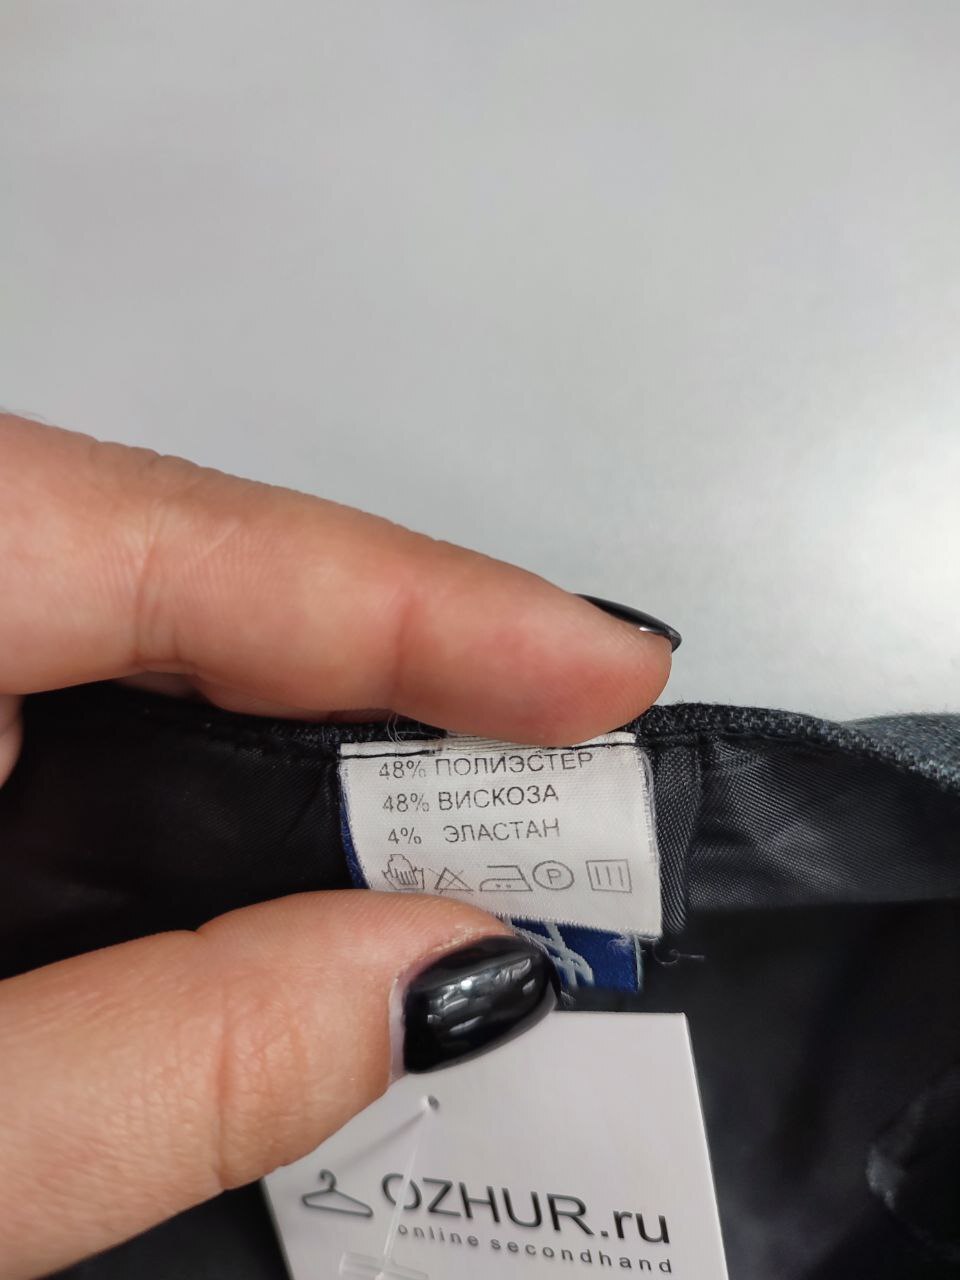 48% ПОЛИЭСТЕР
48% ВИСКОЗА
4% ЭЛАСТАН
P
OZHUR.ru
online secondhand